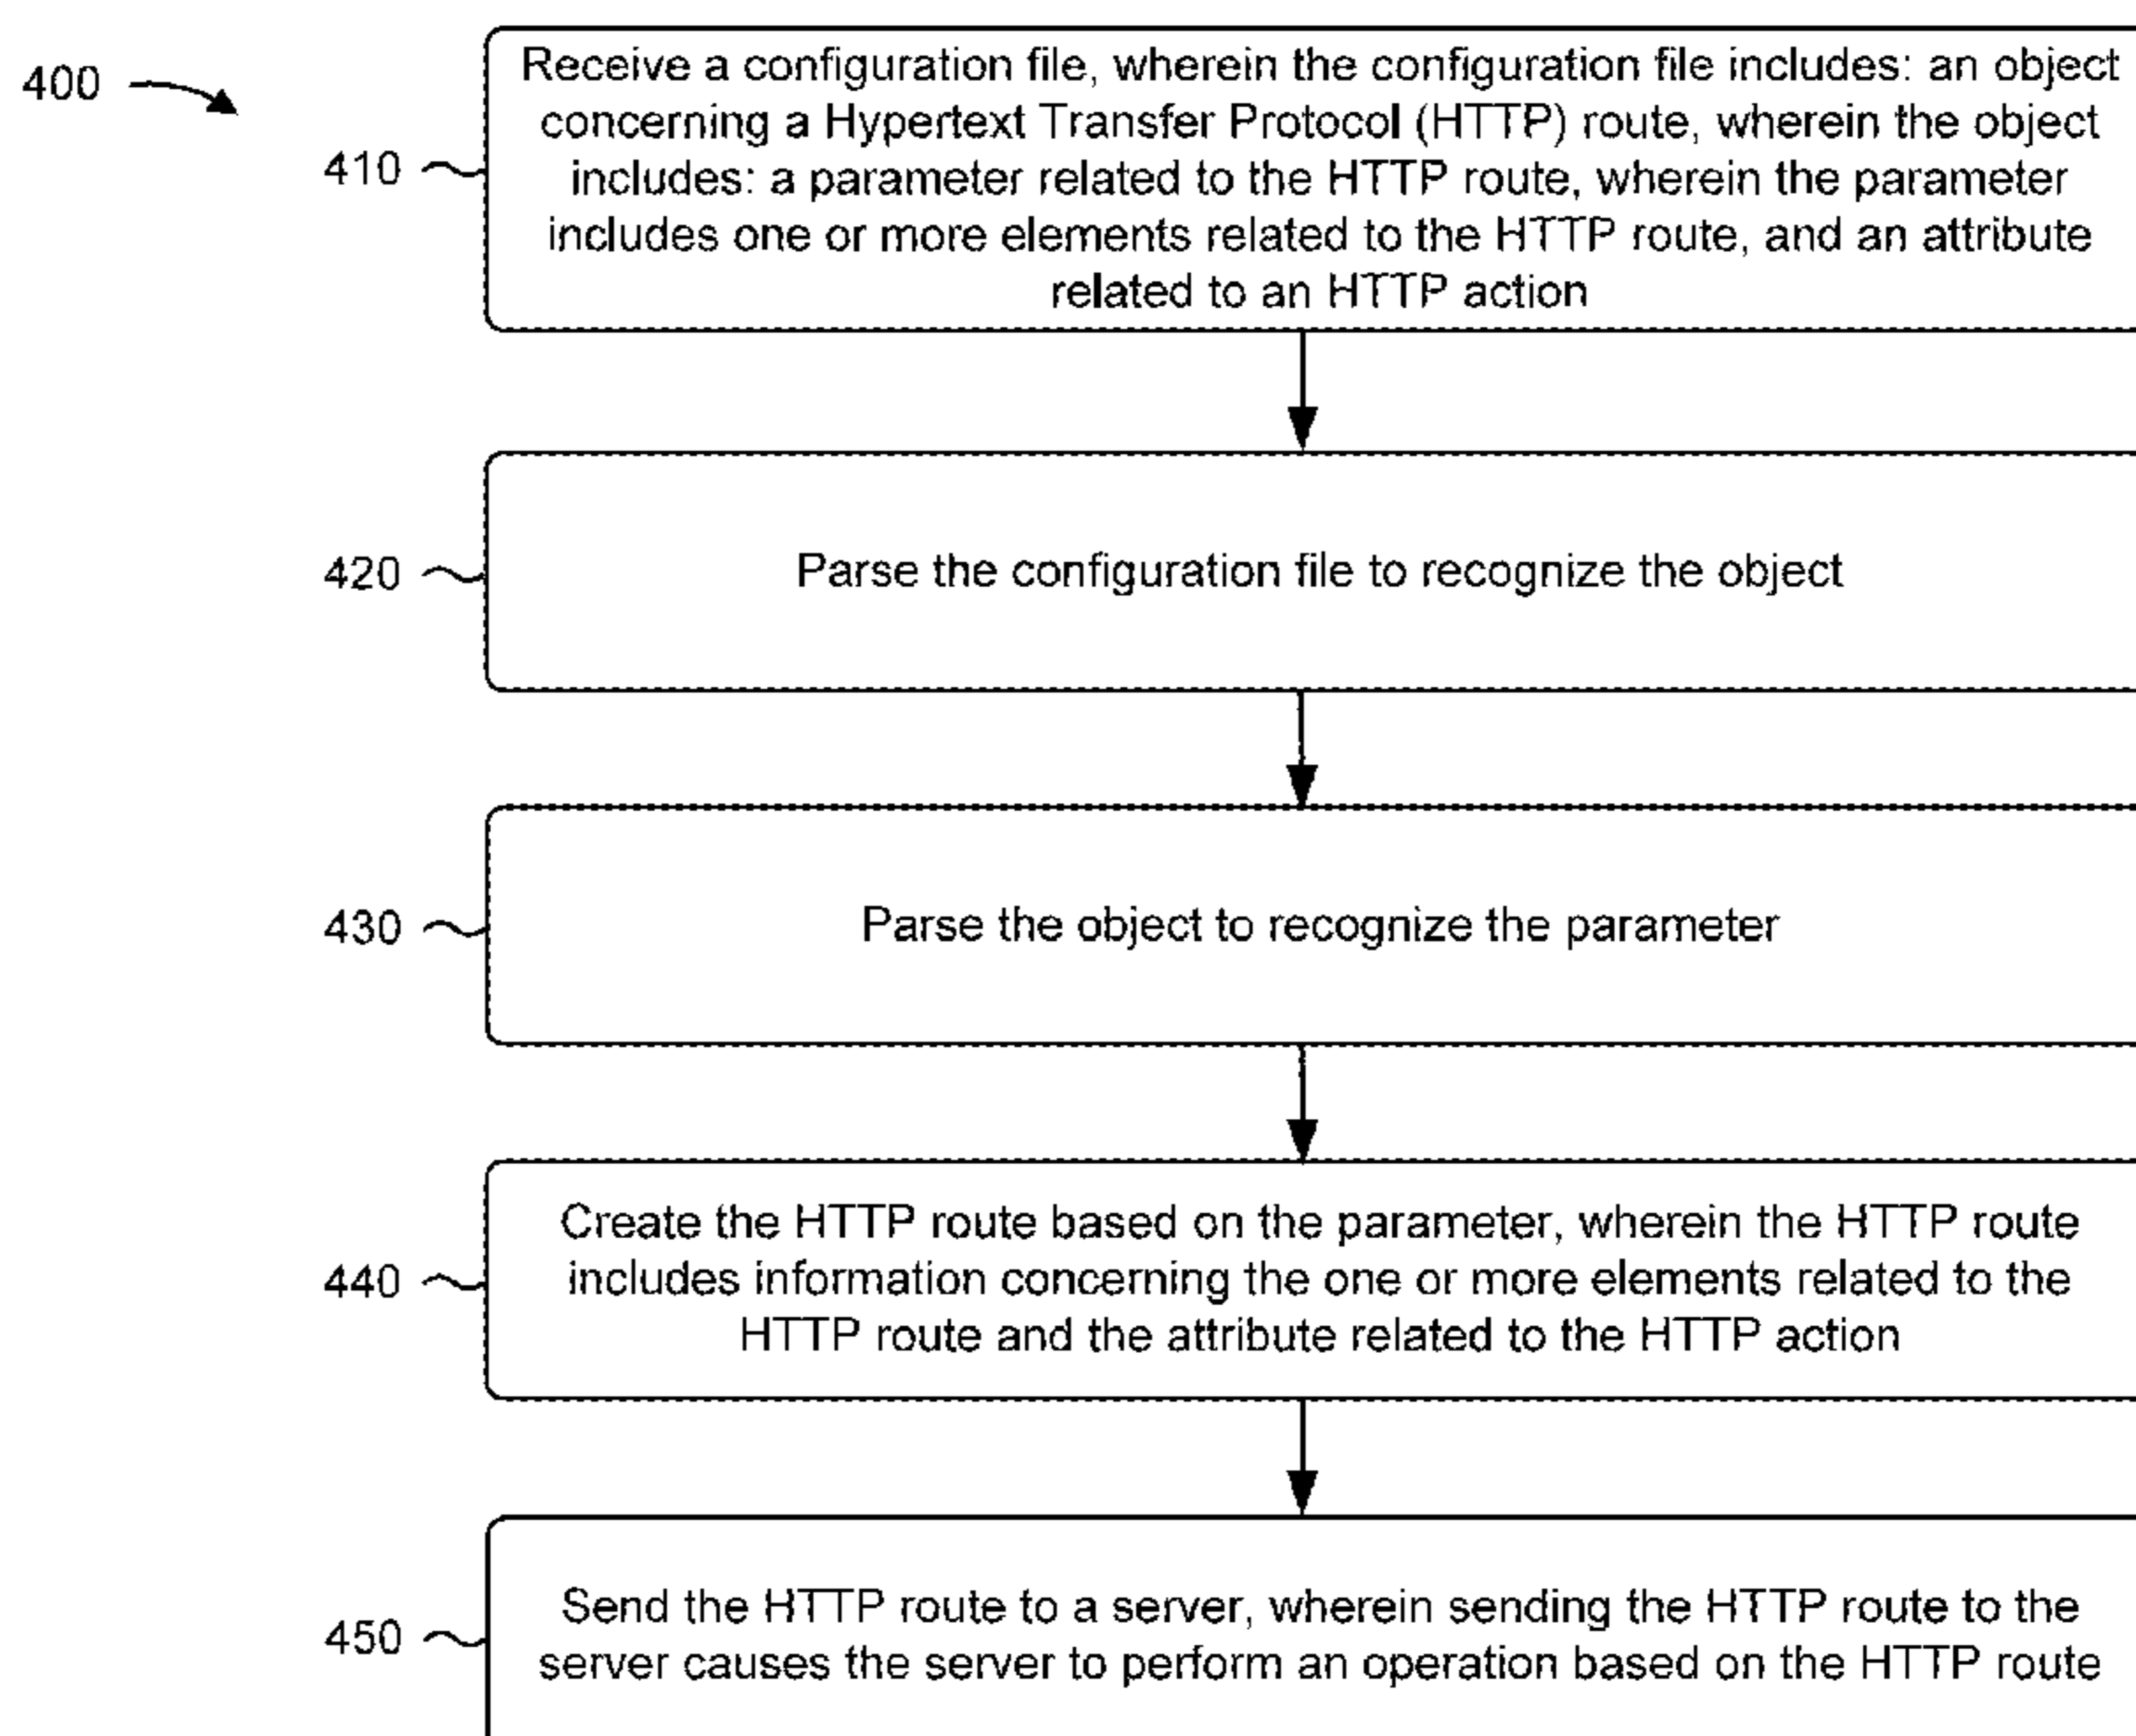 400
410
Receive a configuration file, wherein the configuration file includes: an object
concerning a Hypertext Transfer Protocol (HTTP) route, wherein the object
includes: a parameter related to the HTTP route, wherein the parameter
includes one or more elements related to the HTTP route, and an attribute
related to an HTTP action
420
Parse the configuration file to recognize the object
430
Parse the object to recognize the parameter
440
Create the HTTP route based on the parameter, wherein the HTTP route
includes information concerning the one or more elements related to the
HTTP route and the attribute related to the HTTP action
450
Send the HTTP route to a server, wherein sending the HTTP route to the
server causes the server to perform an operation based on the HTTP route